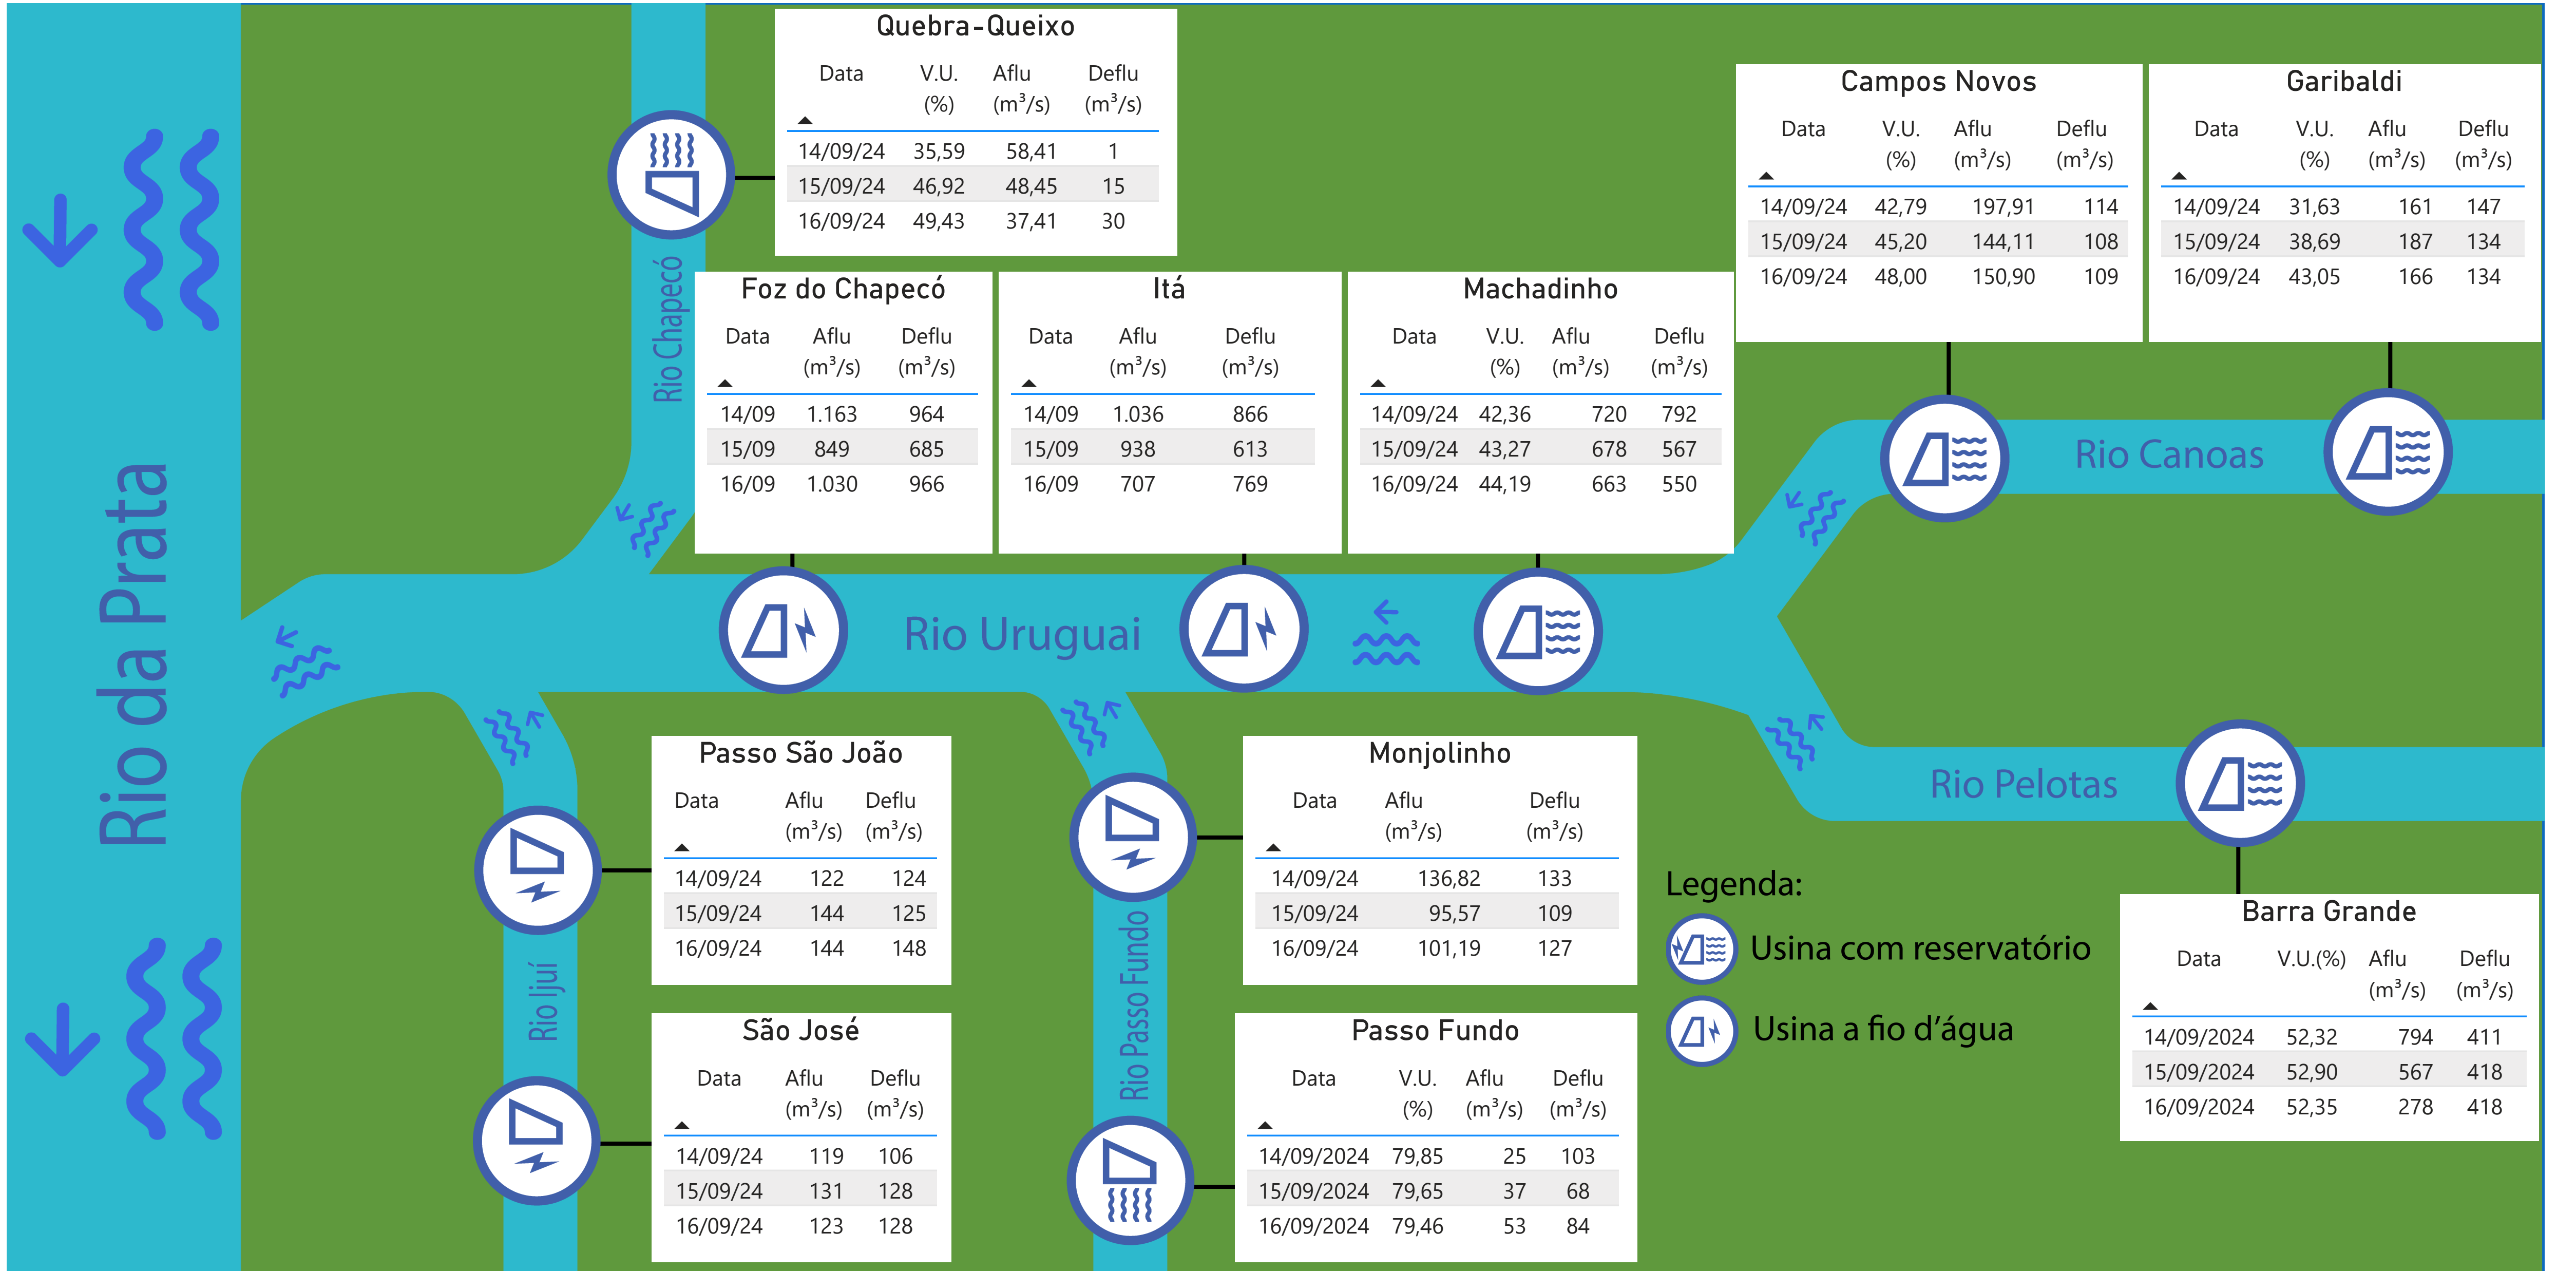 Quebra-Queixo
Data V.U. (%) Aflu (m³/s) Deflu (m³/s)
14/09/24 35,59 58,41 1
15/09/24 46,92 48,45 15
16/09/24 49,43 37,41 30
Campos Novos
Data V.U. (%) Aflu (m³/s) Deflu (m³/s)
14/09/24 42,79 197,91 114
15/09/24 45,20 144,11 108
16/09/24 48,00 150,90 109
Garibaldi
Data V.U. (%) Aflu (m³/s) Deflu (m³/s)
14/09/24 31,63 161 147
15/09/24 38,69 187 134
16/09/24 43,05 166 134
Rio Chapecó
Foz do Chapecó
Data Aflu (m³/s) Deflu (m³/s)
14/09 1.163 964
15/09 849 685
16/09 1.030 966
Itá
Data Aflu (m³/s) Deflu (m³/s)
14/09 1.036 866
15/09 938 613
16/09 707 769
Machadinho
Data V.U. (%) Aflu (m³/s) Deflu (m³/s)
14/09/24 42,36 720 792
15/09/24 43,27 678 567
16/09/24 44,19 663 550
Rio Canoas
Rio da Prata
Rio Uruguai
Rio Pelotas
Passo São João
Data Aflu (m³/s) Deflu (m³/s)
14/09/24 122 124
15/09/24 144 125
16/09/24 144 148
Monjolinho
Data Aflu (m³/s) Deflu (m³/s)
14/09/24 136,82 133
15/09/24 95,57 109
16/09/24 101,19 127
Rio Ijuí
Rio Passo Fundo
São José
Data Aflu (m³/s) Deflu (m³/s)
14/09/24 119 106
15/09/24 131 128
16/09/24 123 128
Passo Fundo
Data V.U. (%) Aflu (m³/s) Deflu (m³/s)
14/09/2024 79,85 25 103
15/09/2024 79,65 37 68
16/09/2024 79,46 53 84
Legenda:
Usina com reservatório
Usina a fio d’água
Barra Grande
Data V.U.(%) Aflu (m³/s) Deflu (m³/s)
14/09/2024 52,32 794 411
15/09/2024 52,90 567 418
16/09/2024 52,35 278 418